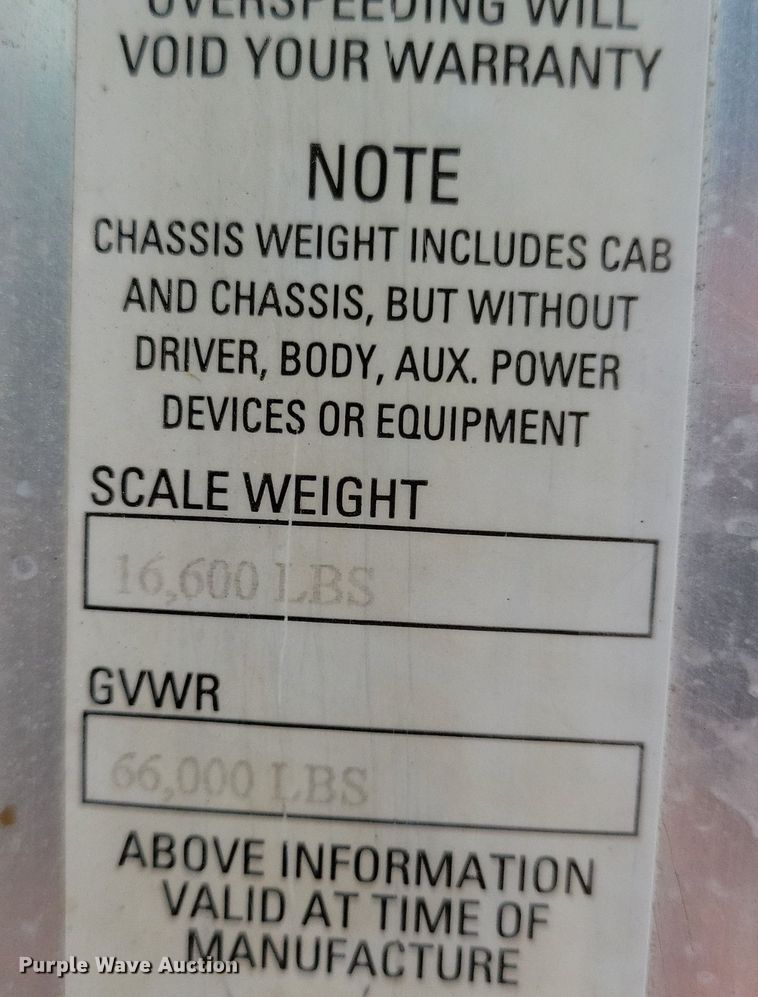 OVERSPEEDING WILL
VOID YOUR WARRANTY
NOTE
CHASSIS WEIGHT INCLUDES CAB
AND CHASSIS, BUT WITHOUT
DRIVER, BODY, AUX. POWER
DEVICES OR EQUIPMENT
SCALE WEIGHT
16,600 LBS
GVWR
66,000 LBS
ABOVE INFORMATION
VALID AT TIME OF
MANUFACTURE
Purple Wave Auction